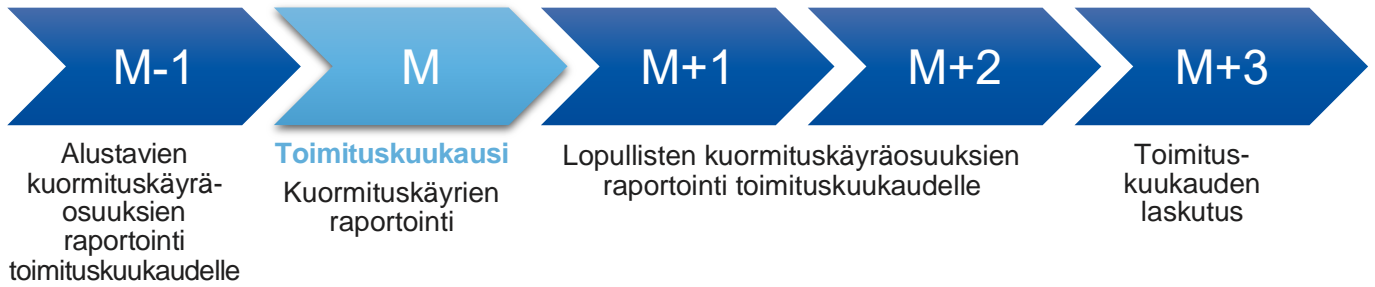 M-1
M
M+1
M+2
M+3
Alustavien
kuormituskäyrä-
osuuksien
raportointi
toimituskuukaudelle
Toimituskuukausi
Kuormituskäyrien
raportointi
Lopullisten kuormituskäyräosuuksien
raportointi toimituskuukaudelle
Toimitus-
kuukauden
laskutus